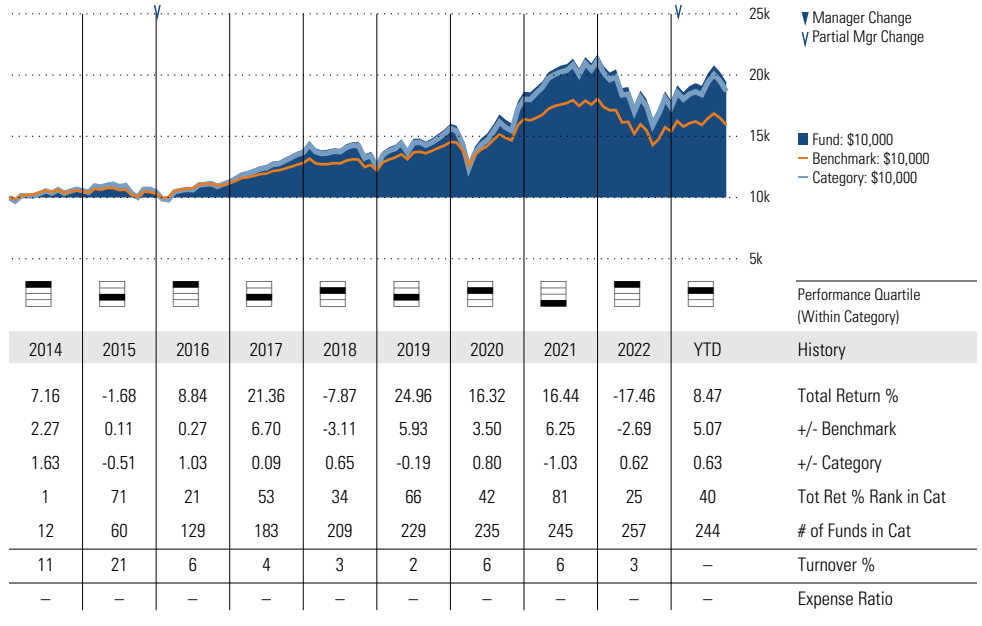 25k
Manager Change
Partial Mgr Change
20k
15k
Fund: $10,000
Benchmark: $10,000
Category: $10,000
10k
5k
Performance Quartile
(Within Category)
2014 2015 2016 2017 2018 2019 2020 2021 2022 YTD History
7.16 -1.68 8.84 21.36 -7.87 24.96 16.32 16.44 -17.46 8.47 Total Return %
2.27 0.11 0.27 6.70 -3.11 5.93 3.50 6.25 -2.69 5.07 +/- Benchmark
1.63 -0.51 1.03 0.09 0.65 -0.19 0.80 -1.03 0.62 0.63 +/- Category
1 71 21 53 34 66 42 81 25 40 Tot Ret % Rank in Cat
12 60 129 183 209 229 235 245 257 244 # of Funds in Cat
11 21 6 4 3 2 6 6 3 – Turnover %
– – – – – – – – – – Expense Ratio